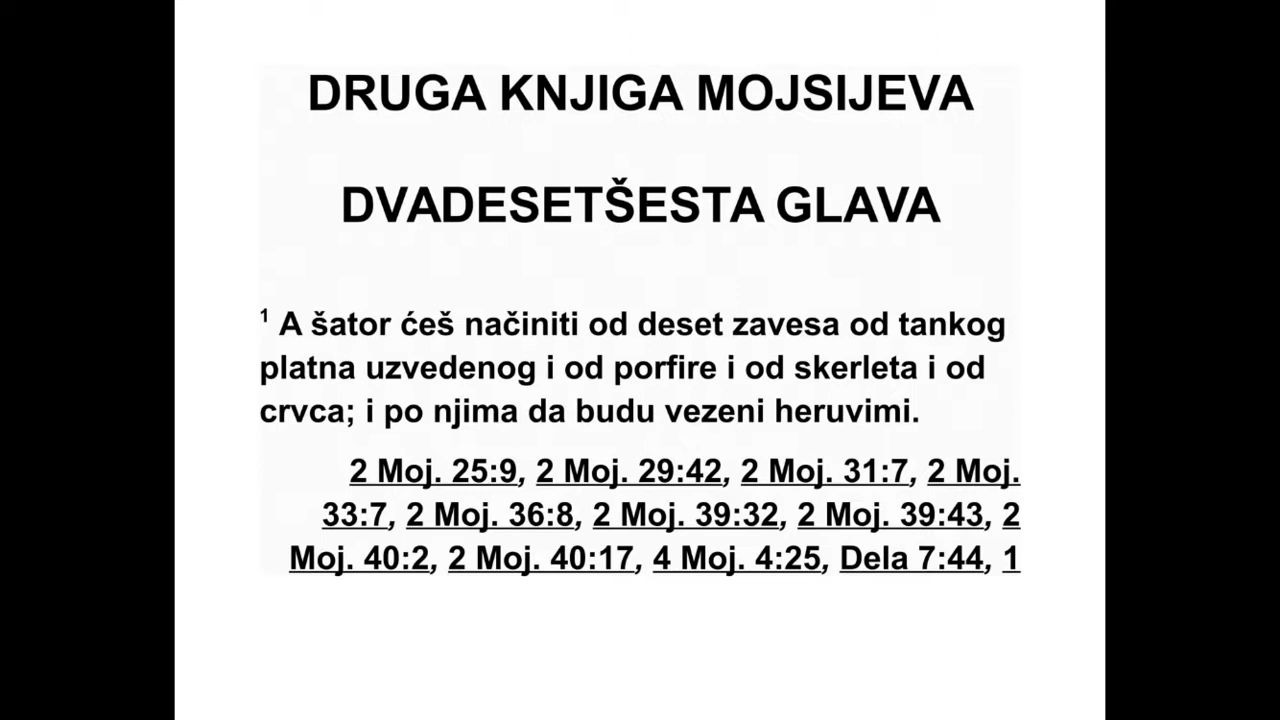 DRUGA KNJIGA MOJSIJEVA
DVADESETŠESTA GLAVA
1 A šator ćeš načiniti od deset zavesa od tankog
platna uzvedenog i od porfire i od skerleta i od
crvca; i po njima da budu vezeni heruvimi.
2 Moj. 25:9, 2 Moj. 29:42, 2 Moj. 31:7, 2 Moj.
33:7, 2 Moj. 36:8, 2 Moj. 39:32, 2 Moj. 39:43, 2
Moj. 40:2, 2 Moj. 40:17, 4 Moj. 4:25, Dela 7:44, 1